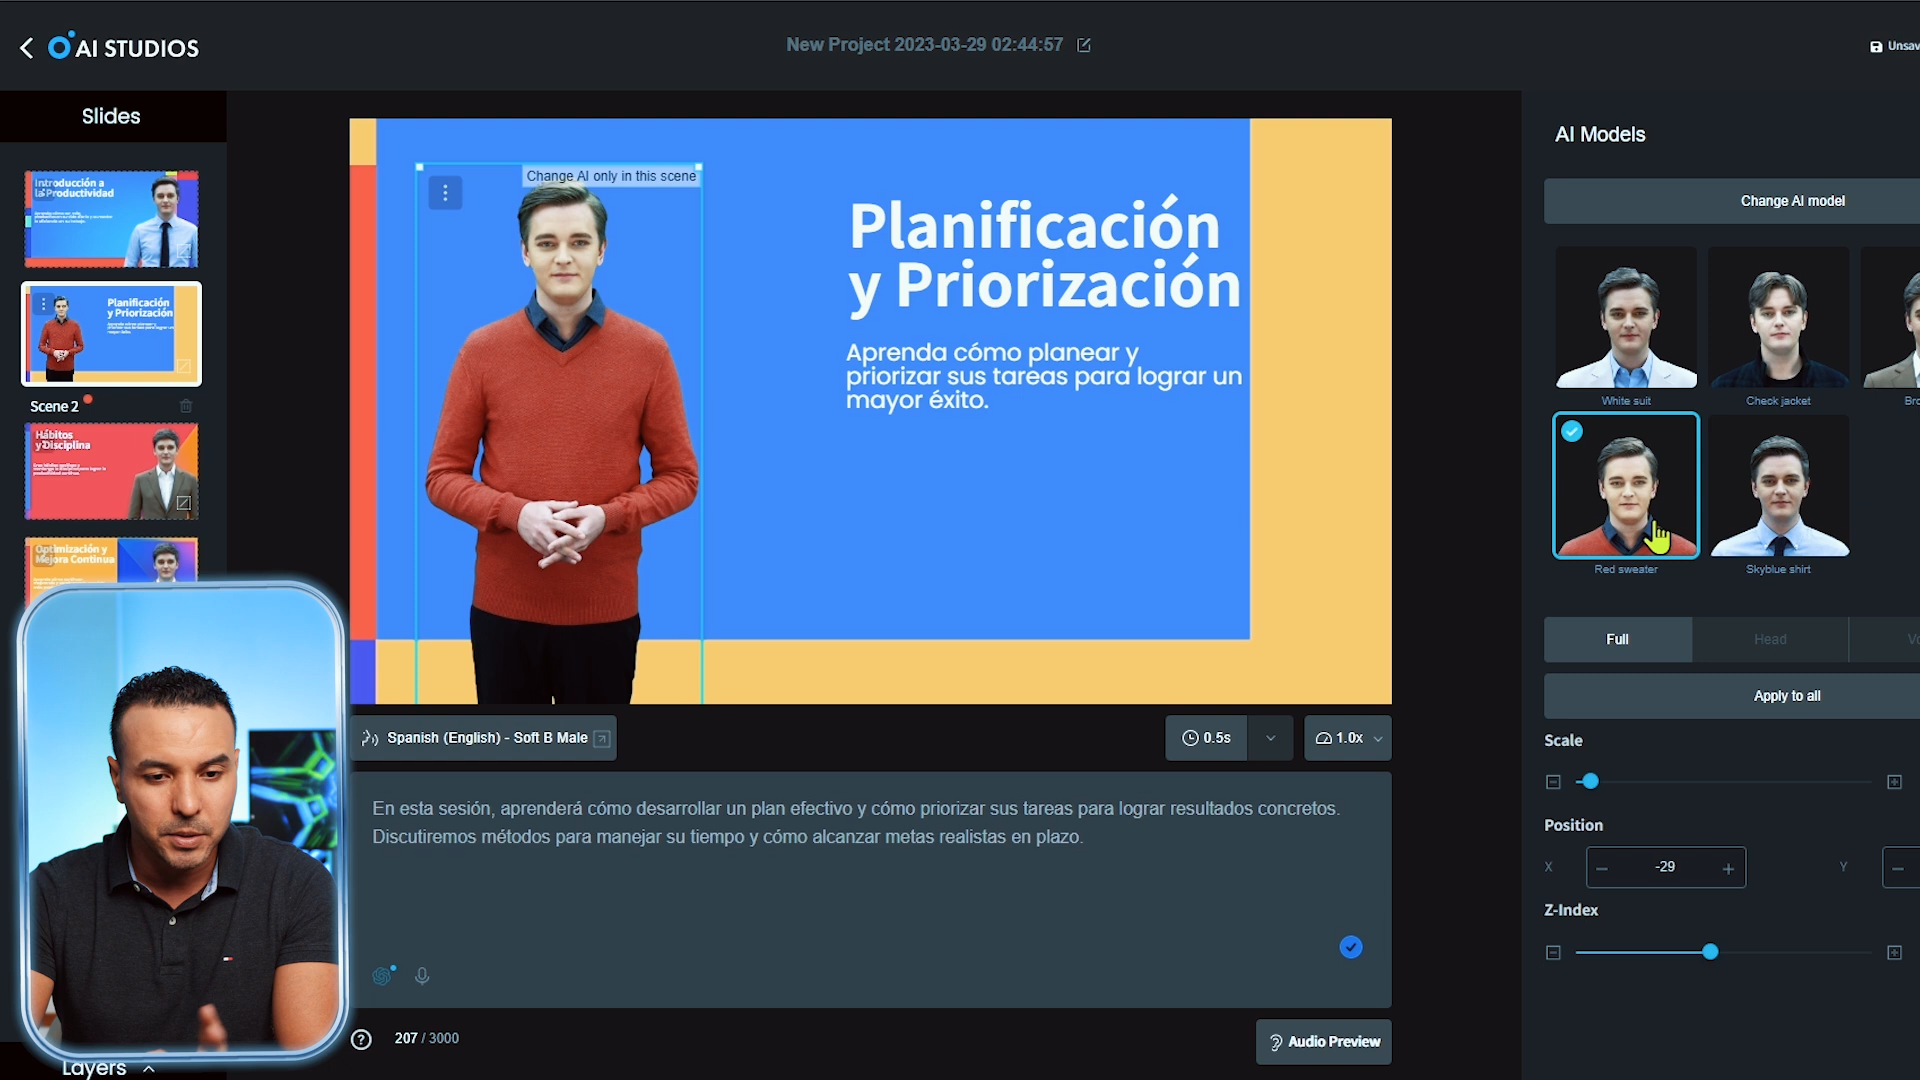 AI STUDIOS
New Project 2023-03-29 02:44:57
Unsav
Slides
Introducción a
la Productividad
Planificación
y Priorización
Scene 2
Hábitos
y Disciplina
Optimización y
Mejora Continua
Layers
Change AI only in this scene
Planificación
y Priorización
Aprenda cómo planear y
priorizar sus tareas para lograr un
mayor éxito.
Spanish (English) - Soft B Male
0.5s
1.0x
En esta sesión, aprenderá cómo desarrollar un plan efectivo y cómo priorizar sus tareas para lograr resultados concretos.
Discutiremos métodos para manejar su tiempo y cómo alcanzar metas realistas en plazo.
207 / 3000
Audio Preview
AI Models
Change AI model
White suit
Check jacket
Bro
Red sweater
Skyblue shirt
Full
Head
Vo
Apply to all
Scale
Position
X
-29
Y
Z-Index